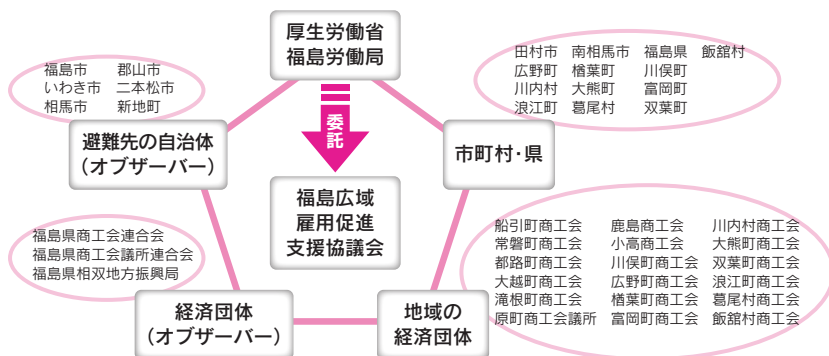 厚生労働省
福島労働局
福島市 郡山市
いわき市 二本松市
相馬市 新地町
田村市 南相馬市 福島県 飯舘村
広野町 楢葉町 川俣町
川内村 大熊町 富岡町
浪江町 葛尾村 双葉町
委託
避難先の自治体
(オブザーバー)
市町村・県
福島広域
雇用促進
支援協議会
福島県商工会連合会
福島県商工会議所連合会
福島県相双地方振興局
船引町商工会 鹿島商工会 川内村商工会
常磐町商工会 小高商工会 大熊町商工会
都路町商工会 川俣町商工会 双葉町商工会
大越町商工会 広野町商工会 浪江町商工会
滝根町商工会 楢葉町商工会 葛尾村商工会
原町商工会議所 富岡町商工会 飯舘村商工会
経済団体
(オブザーバー)
地域の
経済団体